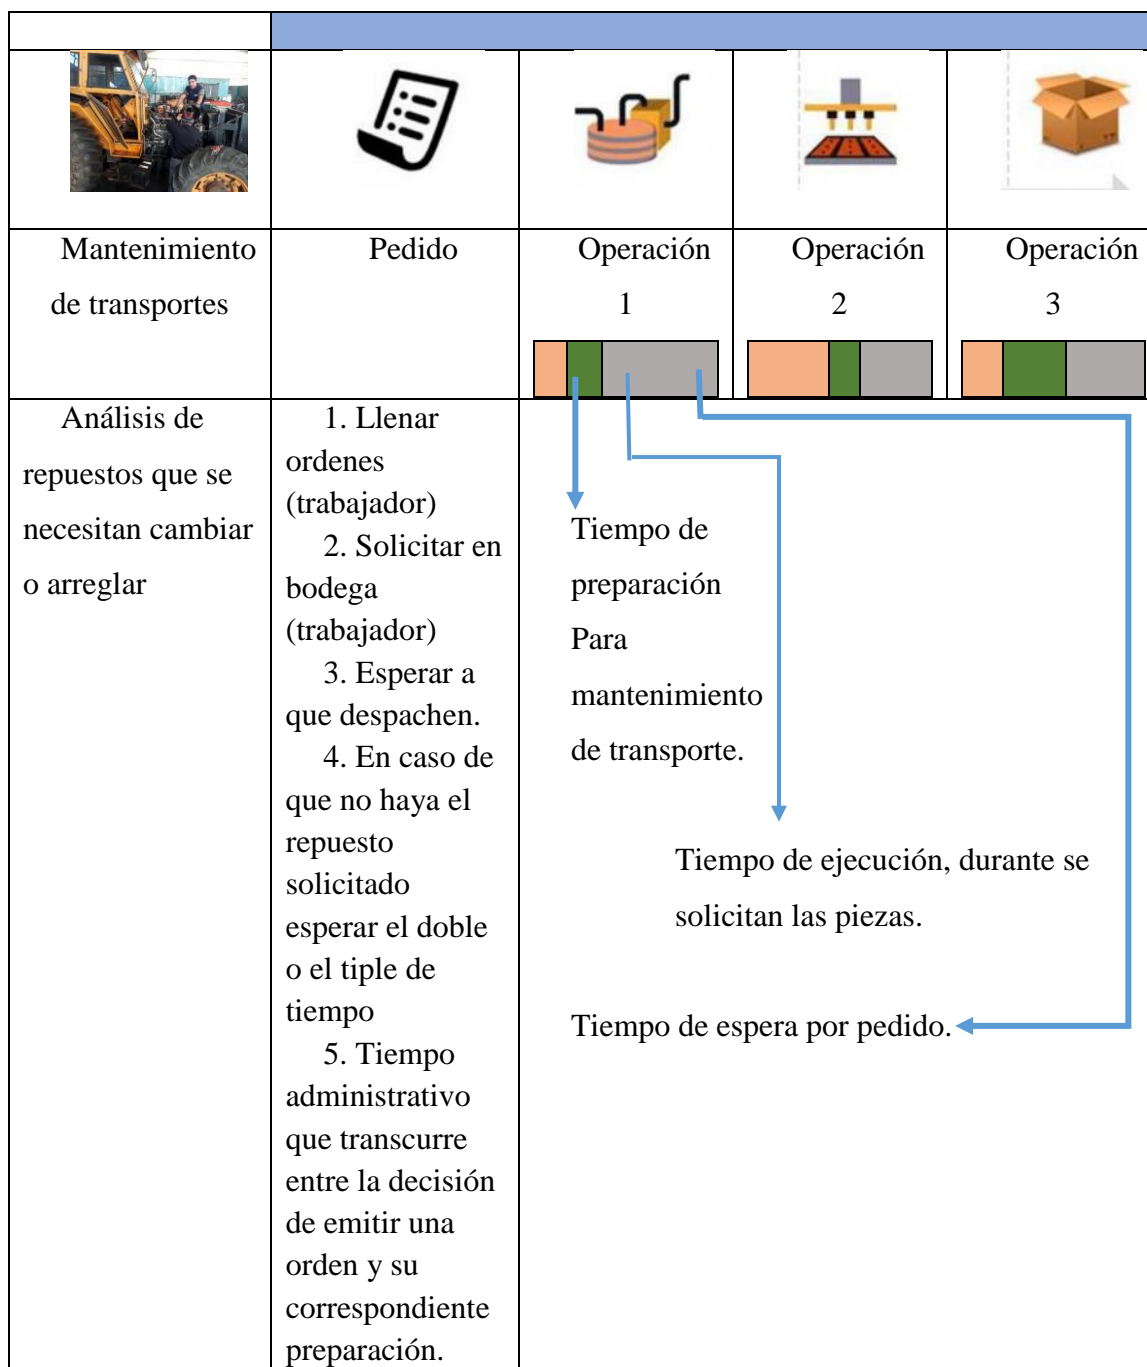 Mantenimiento
de transportes
Pedido
Operación
1
Operación
2
Operación
3
Análisis de
repuestos que se
necesitan cambiar
o arreglar
1. Llenar
ordenes
(trabajador)
2. Solicitar en
bodega
(trabajador)
3. Esperar a
que despachen.
4. En caso de
que no haya el
repuesto
solicitado
esperar el doble
o el tiple de
tiempo
5. Tiempo
administrativo
que transcurre
entre la decisión
de emitir una
orden y su
correspondiente
preparación.
Tiempo de
preparación
Para
mantenimiento
de transporte.
Tiempo de ejecución, durante se
solicitan las piezas.
Tiempo de espera por pedido.